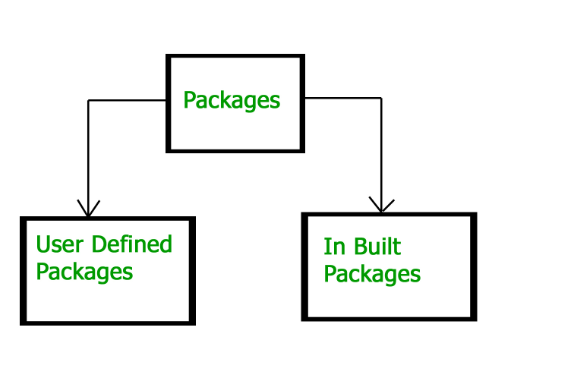 Packages
User Defined
Packages
In Built
Packages